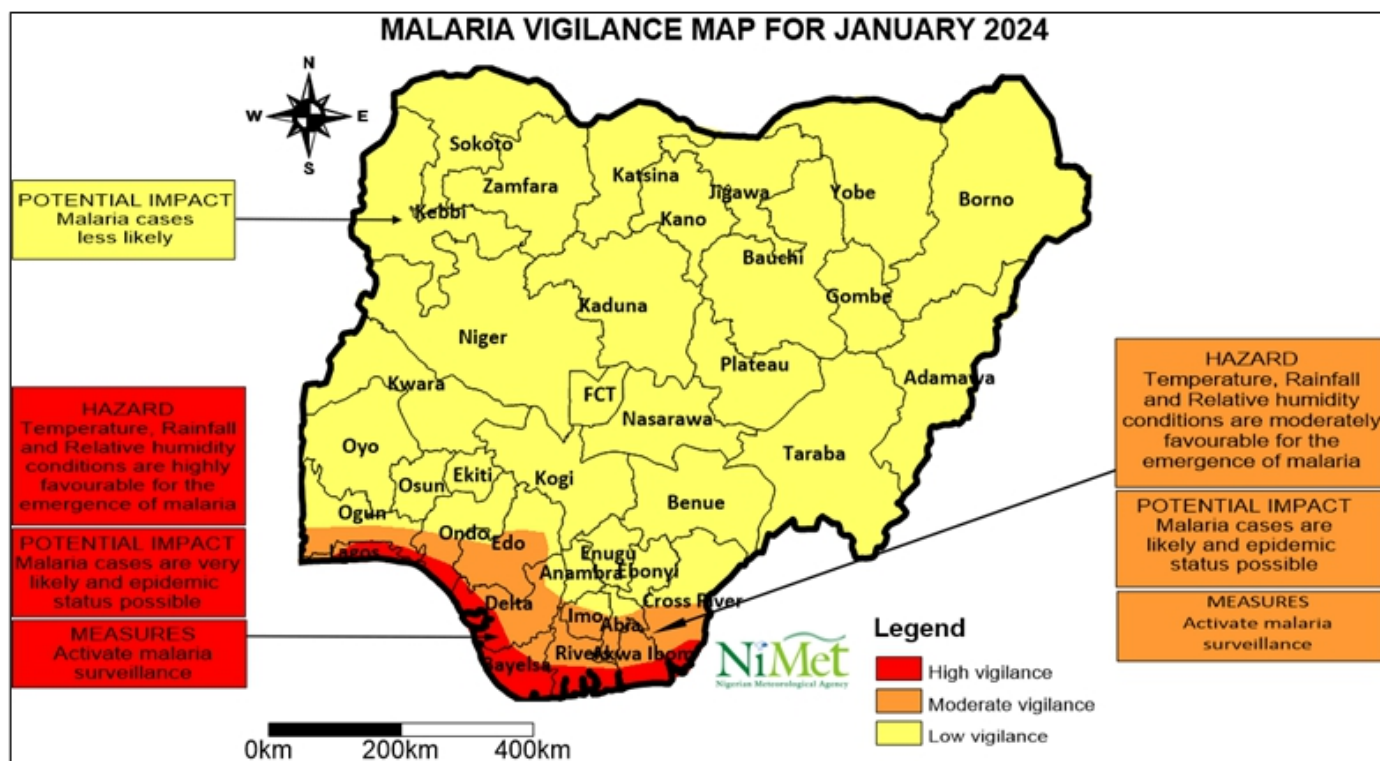 MALARIA VIGILANCE MAP FOR JANUARY 2024
N
W
E
S
POTENTIAL IMPACT
Malaria cases
less likely
HAZARD
Temperature, Rainfall
and Relative humidity
conditions are highly
favourable for the
emergence of malaria
POTENTIAL IMPACT
Malaria cases are very
likely and epidemic
status possible
MEASURES
Activate malaria
surveillance
Sokoto
Zamfara
Kebbi
Katsina
Kano
Jigawa
Yobe
Borno
Bauchi
Gombe
Kaduna
Niger
Plateau
Adamawa
Kwara
FCT
Nasarawa
Taraba
Oyo
Osun
Ekiti
Kogi
Benue
Ogun
Ondo
Edo
Lagos
Enugu
Anambra
Ebonyi
Delta
Imo
Abia
Cross River
Bayelsa
Rivers
Akwa Ibom
HAZARD
Temperature, Rainfall
and Relative humidity
conditions are moderately
favourable for the
emergence of malaria
POTENTIAL IMPACT
Malaria cases are
likely and epidemic
status possible
MEASURES
Activate malaria
surveillance
NiMet
Nigerian Meteorological Agency
Legend
High vigilance
Moderate vigilance
Low vigilance
0km
200km
400km